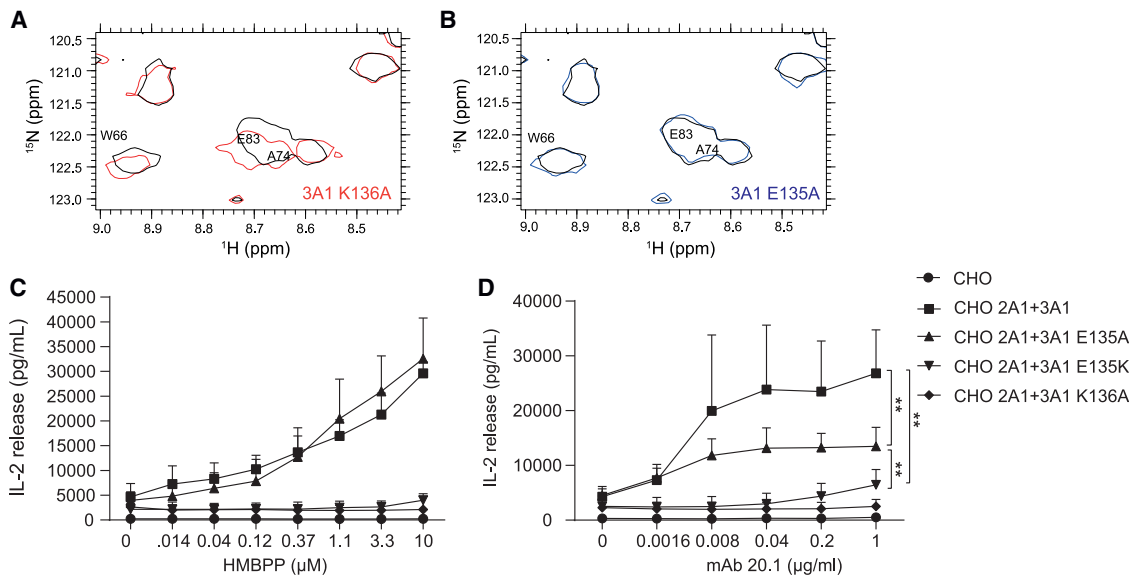 A
120.5
121.0
121.5
122.0
122.5
123.0
¹⁵N (ppm)
W66
E83
A74
3A1 K136A
9.0 8.9 8.8 8.7 8.6 8.5
¹H (ppm)
B
120.5
121.0
121.5
122.0
122.5
123.0
¹⁵N (ppm)
W66
E83
A74
3A1 E135A
9.0 8.9 8.8 8.7 8.6 8.5
¹H (ppm)
C
45000
40000
35000
30000
25000
20000
15000
10000
5000
0
IL-2 release (pg/mL)
0 .014 0.04 0.12 0.37 1.1 3.3 10
HMBPP (µM)
D
40000
30000
20000
10000
0
IL-2 release (pg/mL)
0 0.0016 0.008 0.04 0.2 1
mAb 20.1 (µg/ml)
**
**
**
CHO
CHO 2A1+3A1
CHO 2A1+3A1 E135A
CHO 2A1+3A1 E135K
CHO 2A1+3A1 K136A